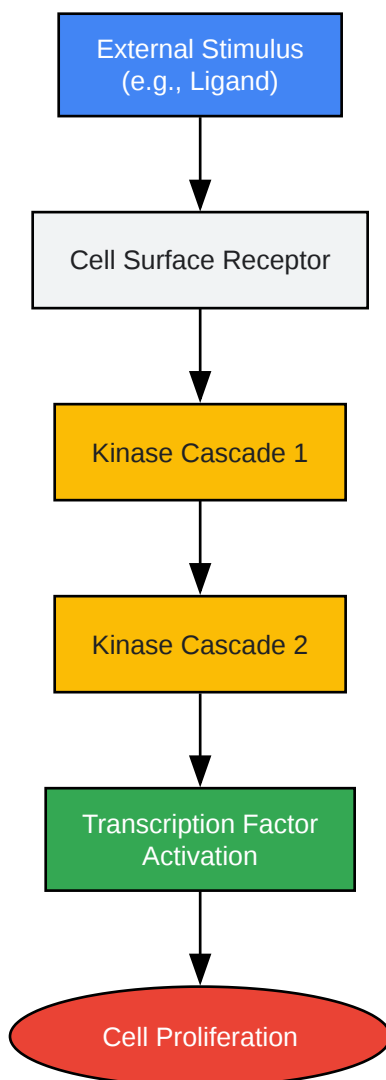 External Stimulus
(e.g., Ligand)
Cell Surface Receptor
Kinase Cascade 1
Kinase Cascade 2
Transcription Factor
Activation
Cell Proliferation